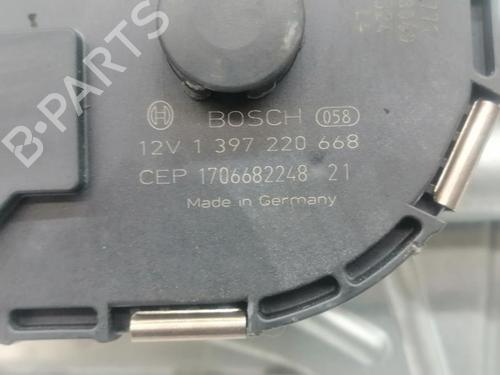 BOSCH 058
12V 1 397 220 668
CEP 1706682248 21
Made in Germany
B-PARTS